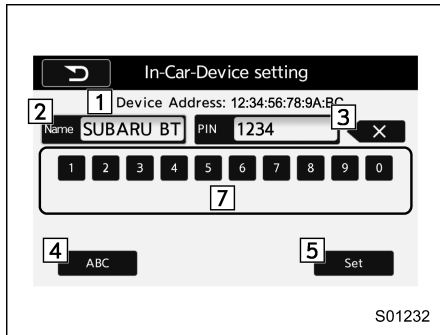 In-Car-Device setting
1 Device Address: 12:34:56:78:9A:BC
2 Name SUBARU BT PIN 1234 3 X
1 2 3 4 5 6 7 8 9 0
7
4 ABC 5 Set
S01232